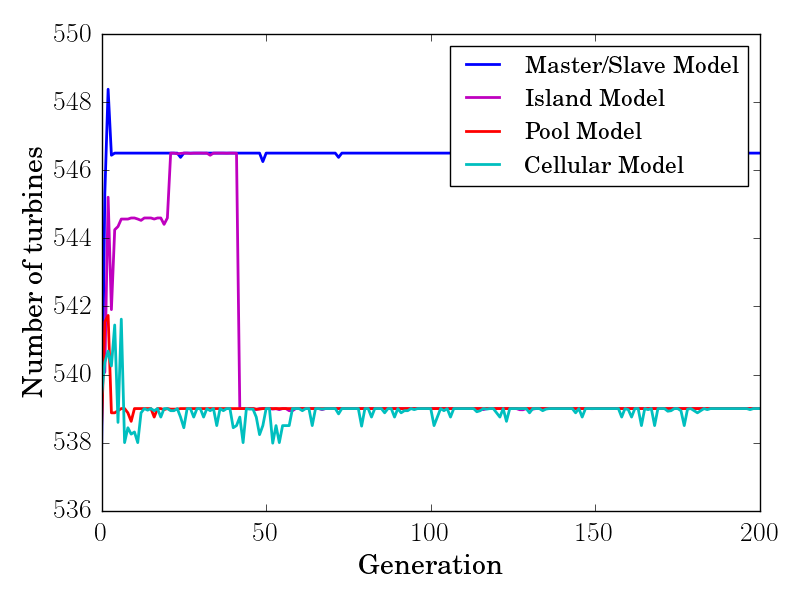 550
548
546
544
542
540
538
536
Number of turbines
Master/Slave Model
Island Model
Pool Model
Cellular Model
0
50
100
150
200
Generation